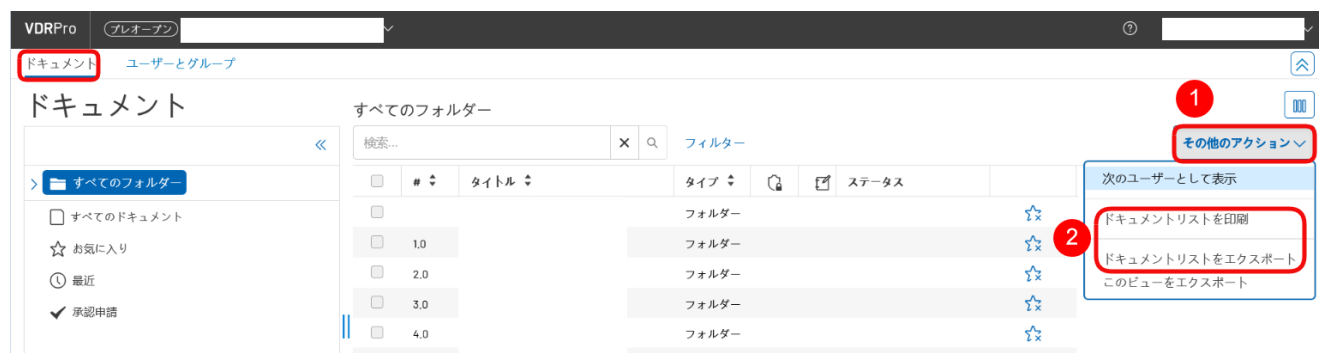 VDRPro プレオープン
ドキュメント ユーザーとグループ
ドキュメント
すべてのフォルダー
1
検索...
フィルター
その他のアクション
すべてのフォルダー
すべてのドキュメント
お気に入り
最近
承認申請
# タイトル タイプ ステータス
フォルダー
1.0 フォルダー
2.0 フォルダー
3.0 フォルダー
4.0 フォルダー
次のユーザーとして表示
2
ドキュメントリストを印刷
ドキュメントリストをエクスポート
このビューをエクスポート